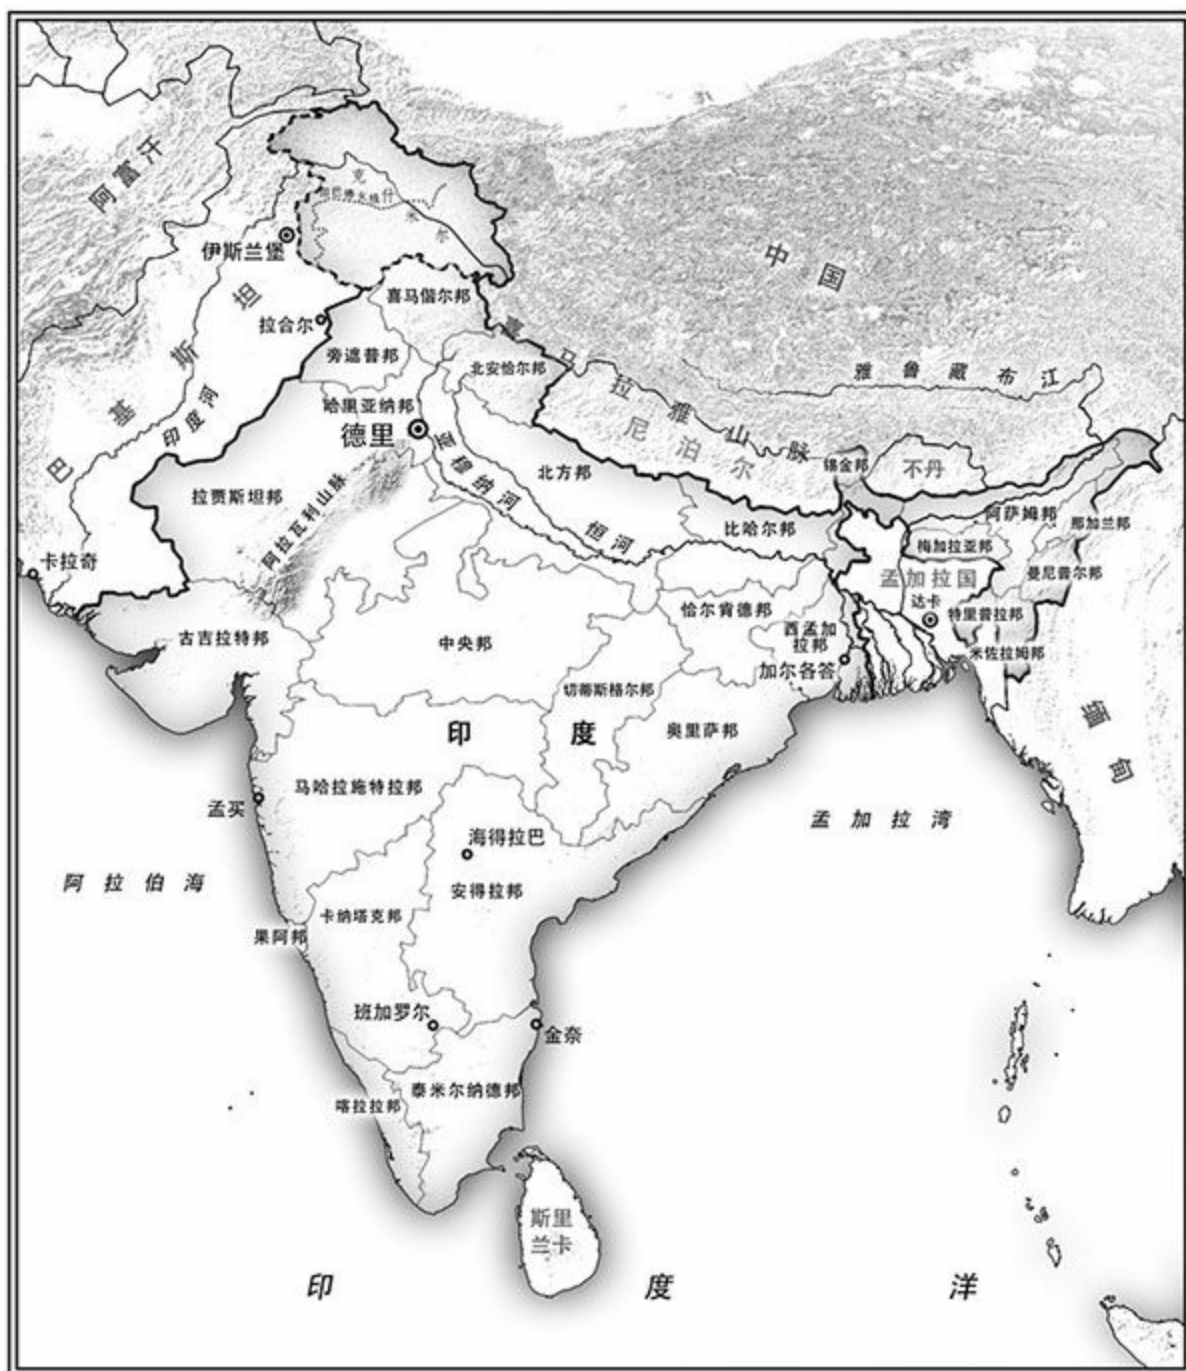 阿富汗
克什米尔
伊斯兰堡
中国
喜马偕尔邦
拉合尔
旁遮普邦
北安恰尔邦
喜马拉雅山脉
雅鲁藏布江
巴基斯坦
印度河
哈里亚纳邦
德里
亚穆纳河
尼泊尔
锡金邦
不丹
北方邦
恒河
拉贾斯坦邦
阿拉瓦利山脉
比哈尔邦
阿萨姆邦
那加兰邦
梅加拉亚邦
曼尼普尔邦
孟加拉国
达卡
特里普拉邦
米佐拉姆邦
卡拉奇
古吉拉特邦
中央邦
恰尔肯德邦
西孟加
拉邦
加尔各答
切蒂斯格尔邦
奥里萨邦
印度
缅甸
马哈拉施特拉邦
孟买
海得拉巴
孟加拉湾
阿拉伯海
安得拉邦
卡纳塔克邦
果阿邦
班加罗尔
金奈
泰米尔纳德邦
喀拉拉邦
斯里
兰卡
印度洋